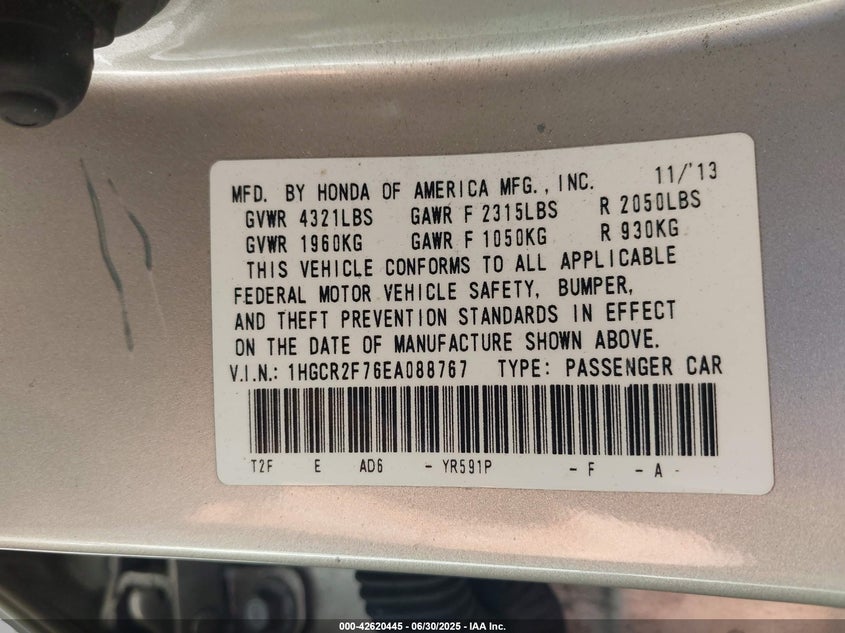 MFD. BY HONDA OF AMERICA MFG., INC. 11/'13
GVWR 4321LBS GAWR F 2315LBS R 2050LBS
GVWR 1960KG GAWR F 1050KG R 930KG
THIS VEHICLE CONFORMS TO ALL APPLICABLE
FEDERAL MOTOR VEHICLE SAFETY, BUMPER,
AND THEFT PREVENTION STANDARDS IN EFFECT
ON THE DATE OF MANUFACTURE SHOWN ABOVE.
V.I.N.: 1HGCR2F76EA088767 TYPE: PASSENGER CAR
T2F E AD6 - YR591P - F - A -
000-42620445 - 06/30/2025 - IAA Inc.